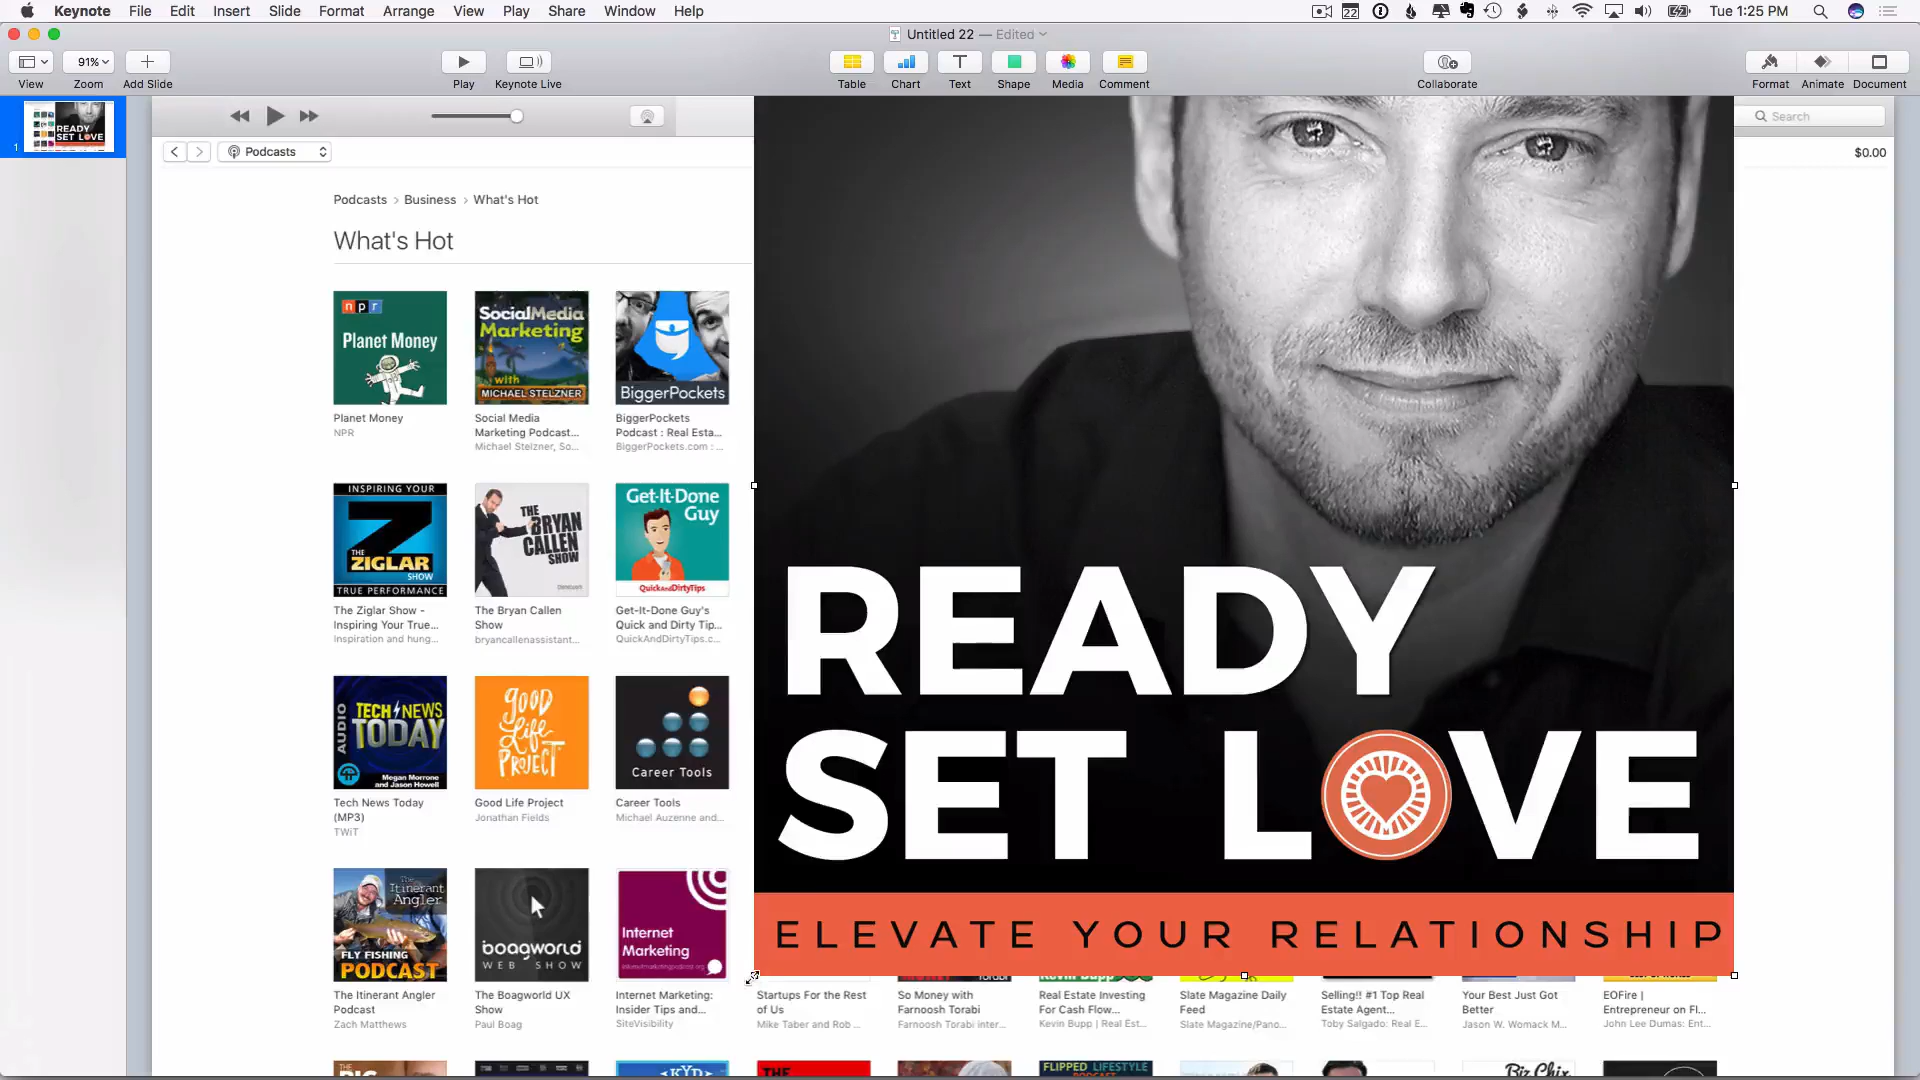 Keynote File Edit Insert Slide Format Arrange View Play Share Window Help
22
Tue 1:25 PM
Untitled 22 — Edited
91%
View Zoom Add Slide
Play Keynote Live
Table Chart Text Shape Media Comment
Collaborate
Format Animate Document
1
READY
SET LOVE
Search
Podcasts
$0.00
Podcasts > Business > What's Hot
What's Hot
npr
Planet Money
Planet Money
NPR
Social Media
Marketing
with
MICHAEL STELZNER
Social Media
Marketing Podcast...
Michael Stelzner, So...
BiggerPockets
BiggerPockets
Podcast : Real Esta...
BiggerPockets.com : ...
INSPIRING YOUR
Z
THE
ZIGLAR
SHOW
TRUE PERFORMANCE
The Ziglar Show -
Inspiring Your True...
Inspiration and hung...
THE
BRYAN
CALLEN
SHOW
The Bryan Callen
Show
bryancallenassistant...
Get-It-Done
Guy
QuickAndDirtyTips
Get-It-Done Guy's
Quick and Dirty Tip...
QuickAndDirtyTips.c...
AUDIO
TECH NEWS
TODAY
Megan Morrone
and Jason Howell
Tech News Today
(MP3)
TWiT
GOOD
Life
PROJECT
Good Life Project
Jonathan Fields
Career Tools
Career Tools
Michael Auzenne and...
The
Itinerant
Angler
FLY FISHING
PODCAST
The Itinerant Angler
Podcast
Zach Matthews
boagworld
WEB SHOW
The Boagworld UX
Show
Paul Boag
Internet
Marketing
Internet Marketing:
Insider Tips and...
SiteVisibility
READY
SET LOVE
ELEVATE YOUR RELATIONSHIP
Startups For the Rest
of Us
Mike Taber and Rob ...
So Money with
Farnoosh Torabi
Farnoosh Torabi inter...
Real Estate Investing
For Cash Flow...
Kevin Bupp | Real Est...
Slate Magazine Daily
Feed
Slate Magazine/Pano...
Selling!! #1 Top Real
Estate Agent...
Toby Salgado: Real E...
Your Best Just Got
Better
Jason W. Womack M...
EOFire |
Entrepreneur on Fl...
John Lee Dumas: Ent...
THE
THE
FLIPPED LIFESTYLE
PODCAST
Biz Chix